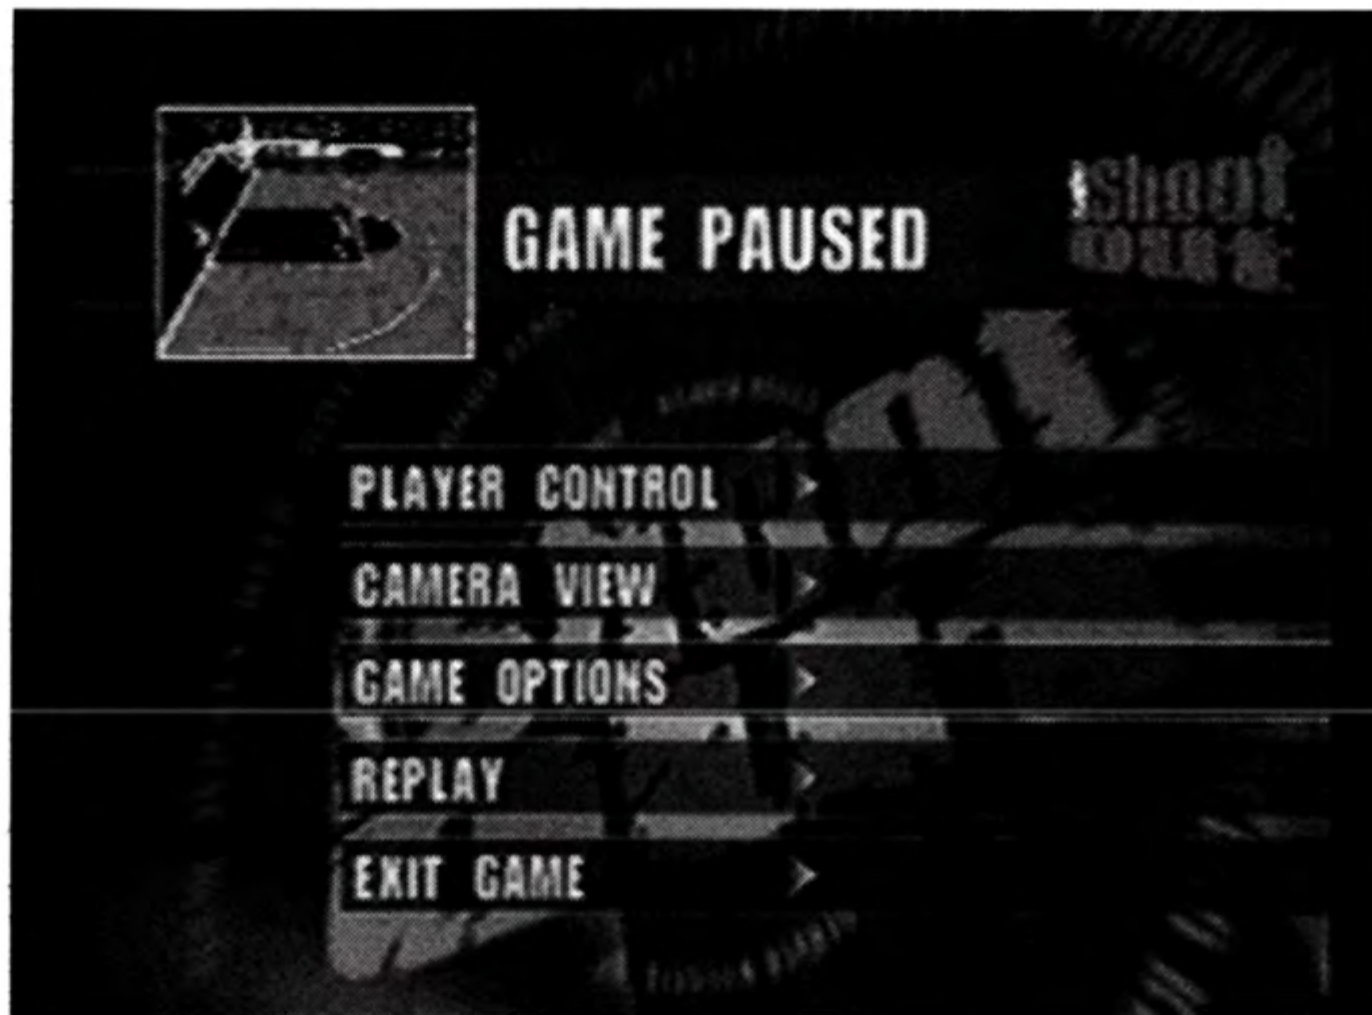 GAME PAUSED
PLAYER CONTROL
CAMERA VIEW
GAME OPTIONS
REPLAY
EXIT GAME